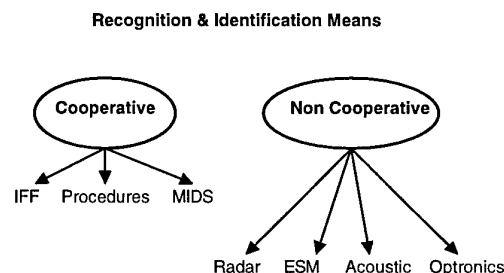 Recognition & Identification Means
Cooperative
Non Cooperative
IFF Procedures MIDS
Radar ESM Acoustic Optronics